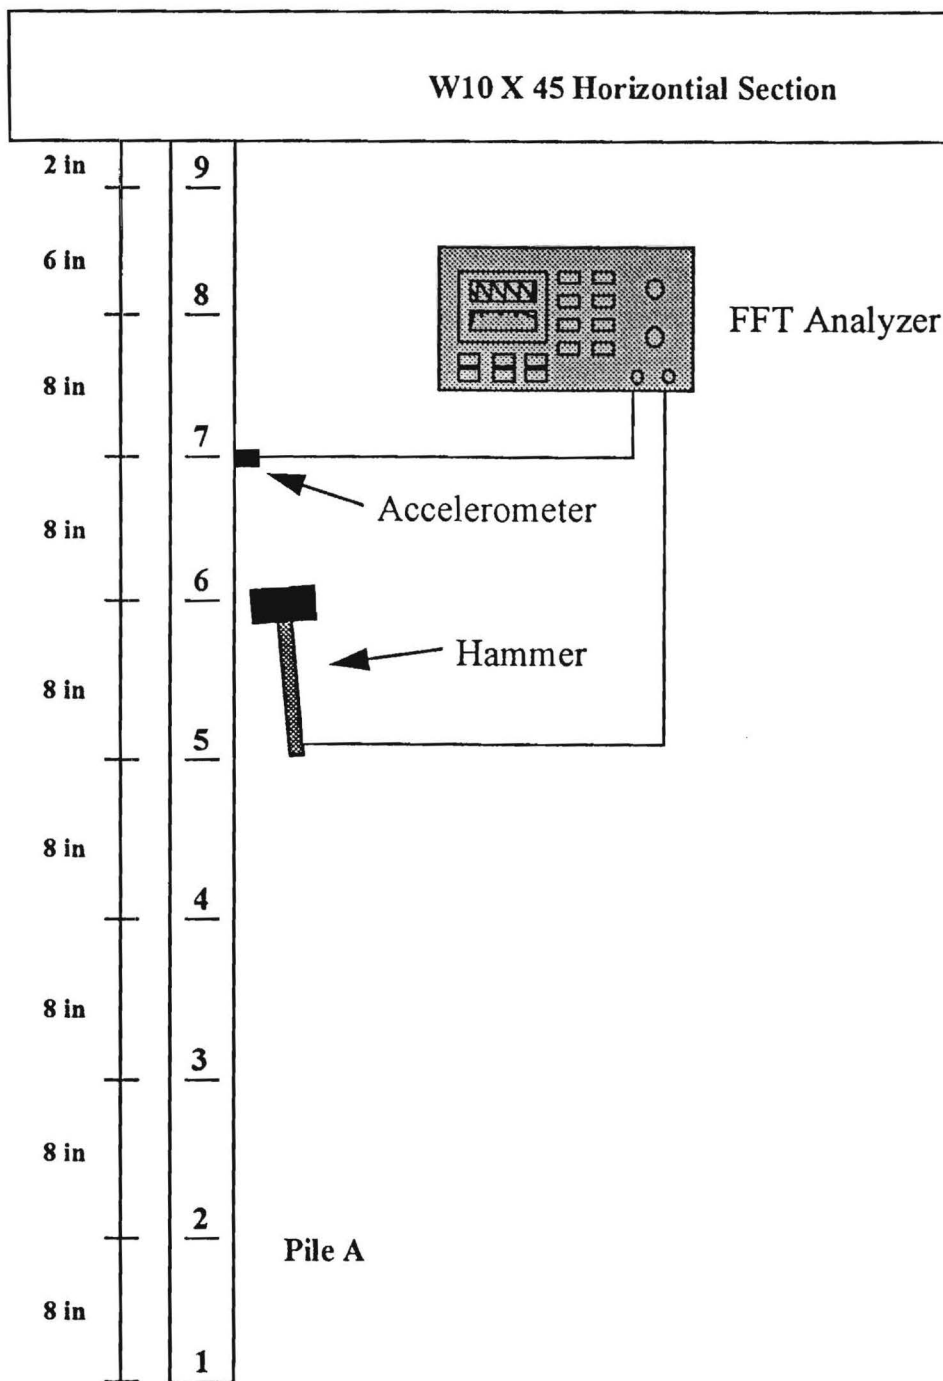 W10 X 45 Horizontial Section
2 in
9
6 in
8
FFT Analyzer
8 in
7
Accelerometer
8 in
6
Hammer
8 in
5
8 in
4
8 in
3
8 in
2
Pile A
8 in
1